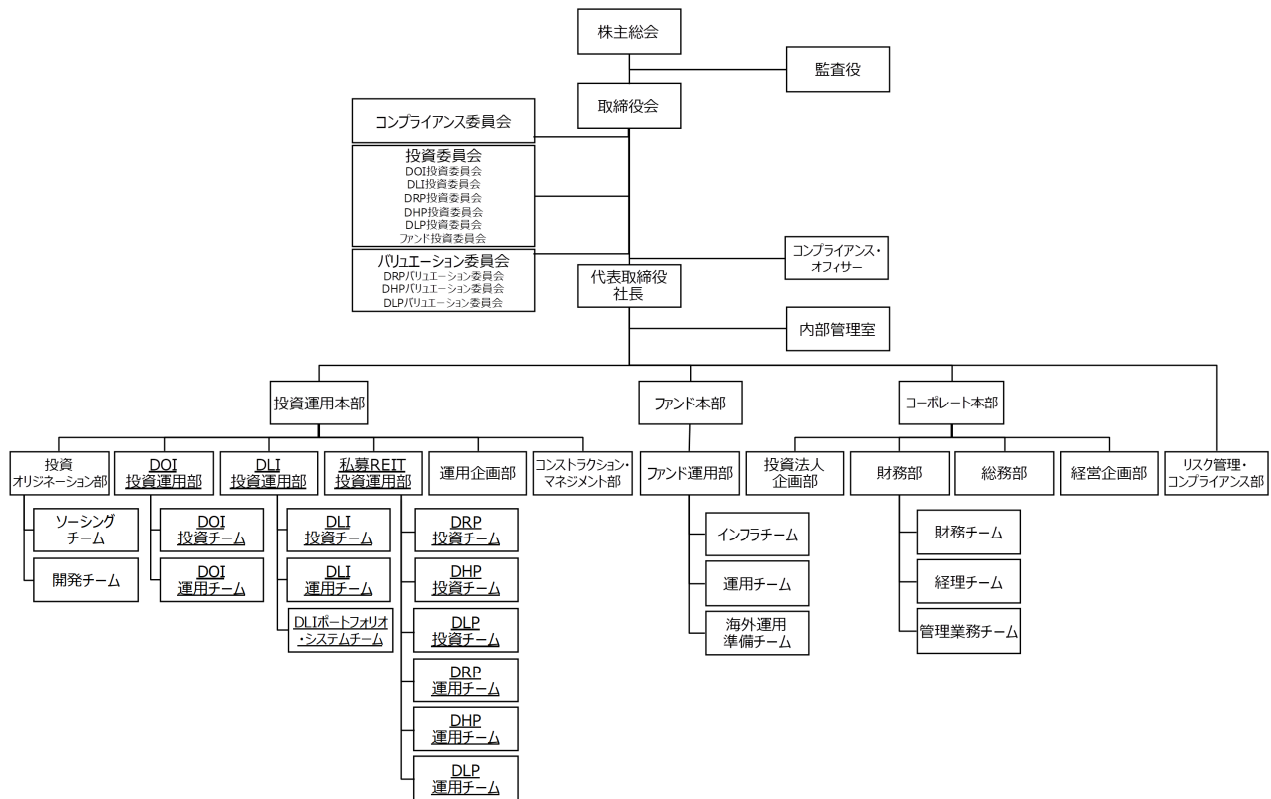 株主総会
監査役
取締役会
コンプライアンス委員会
投資委員会
DOI投資委員会
DLI投資委員会
DRP投資委員会
DHP投資委員会
DLP投資委員会
ファンド投資委員会
バリュエーション委員会
DRPバリュエーション委員会
DHPバリュエーション委員会
DLPバリュエーション委員会
コンプライアンス・
オフィサー
代表取締役
社長
内部管理室
投資運用本部
ファンド本部
コーポレート本部
投資
オリジネーション部
DOI
投資運用部
DLI
投資運用部
私募REIT
投資運用部
運用企画部
コンストラクション・
マネジメント部
ファンド運用部
投資法人
企画部
財務部
総務部
経営企画部
リスク管理・
コンプライアンス部
ソーシング
チーム
開発チーム
DOI
投資チーム
DOI
運用チーム
DLI
投資チーム
DLI
運用チーム
DLIポートフォリオ
・システムチーム
DRP
投資チーム
DHP
投資チーム
DLP
投資チーム
DRP
運用チーム
DHP
運用チーム
DLP
運用チーム
インフラチーム
運用チーム
海外運用
準備チーム
財務チーム
経理チーム
管理業務チーム